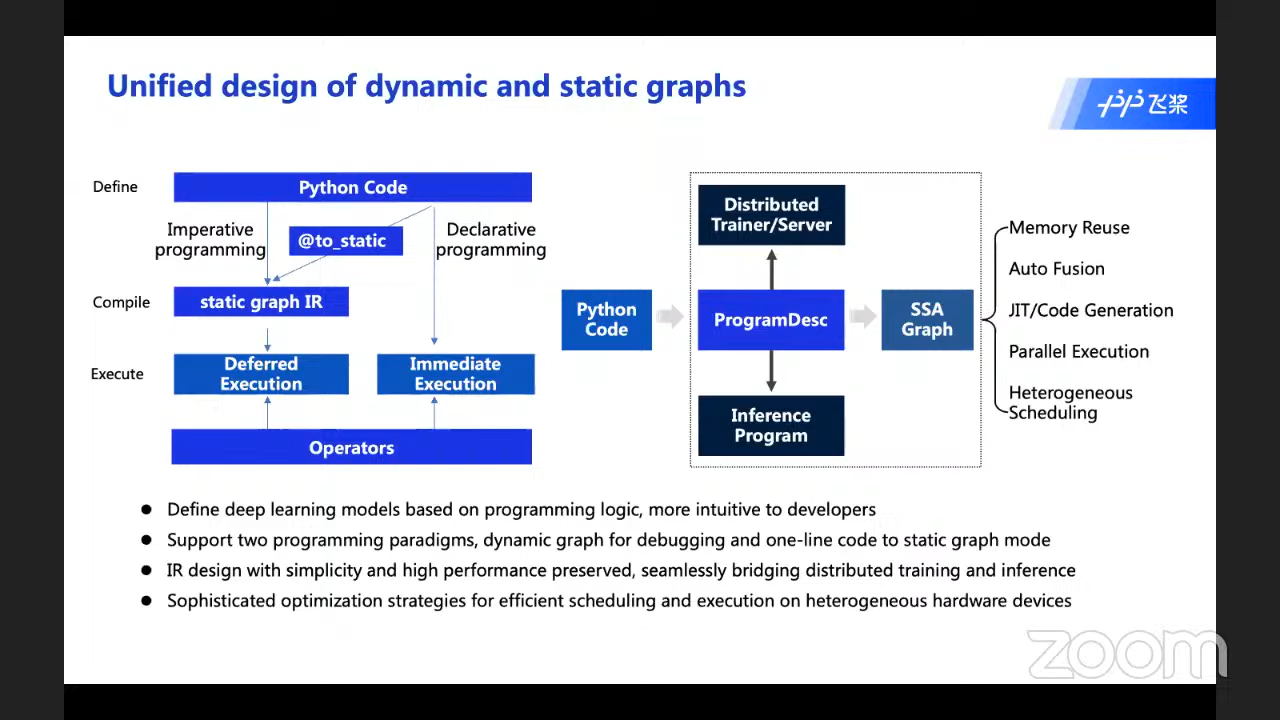 Unified design of dynamic and static graphs
飞桨
Define
Python Code
Imperative
programming
@to_static
Declarative
programming
Compile
static graph IR
Execute
Deferred
Execution
Immediate
Execution
Operators
Distributed
Trainer/Server
Python
Code
ProgramDesc
SSA
Graph
Inference
Program
Memory Reuse
Auto Fusion
JIT/Code Generation
Parallel Execution
Heterogeneous
Scheduling
Define deep learning models based on programming logic, more intuitive to developers
Support two programming paradigms, dynamic graph for debugging and one-line code to static graph mode
IR design with simplicity and high performance preserved, seamlessly bridging distributed training and inference
Sophisticated optimization strategies for efficient scheduling and execution on heterogeneous hardware devices
zoom